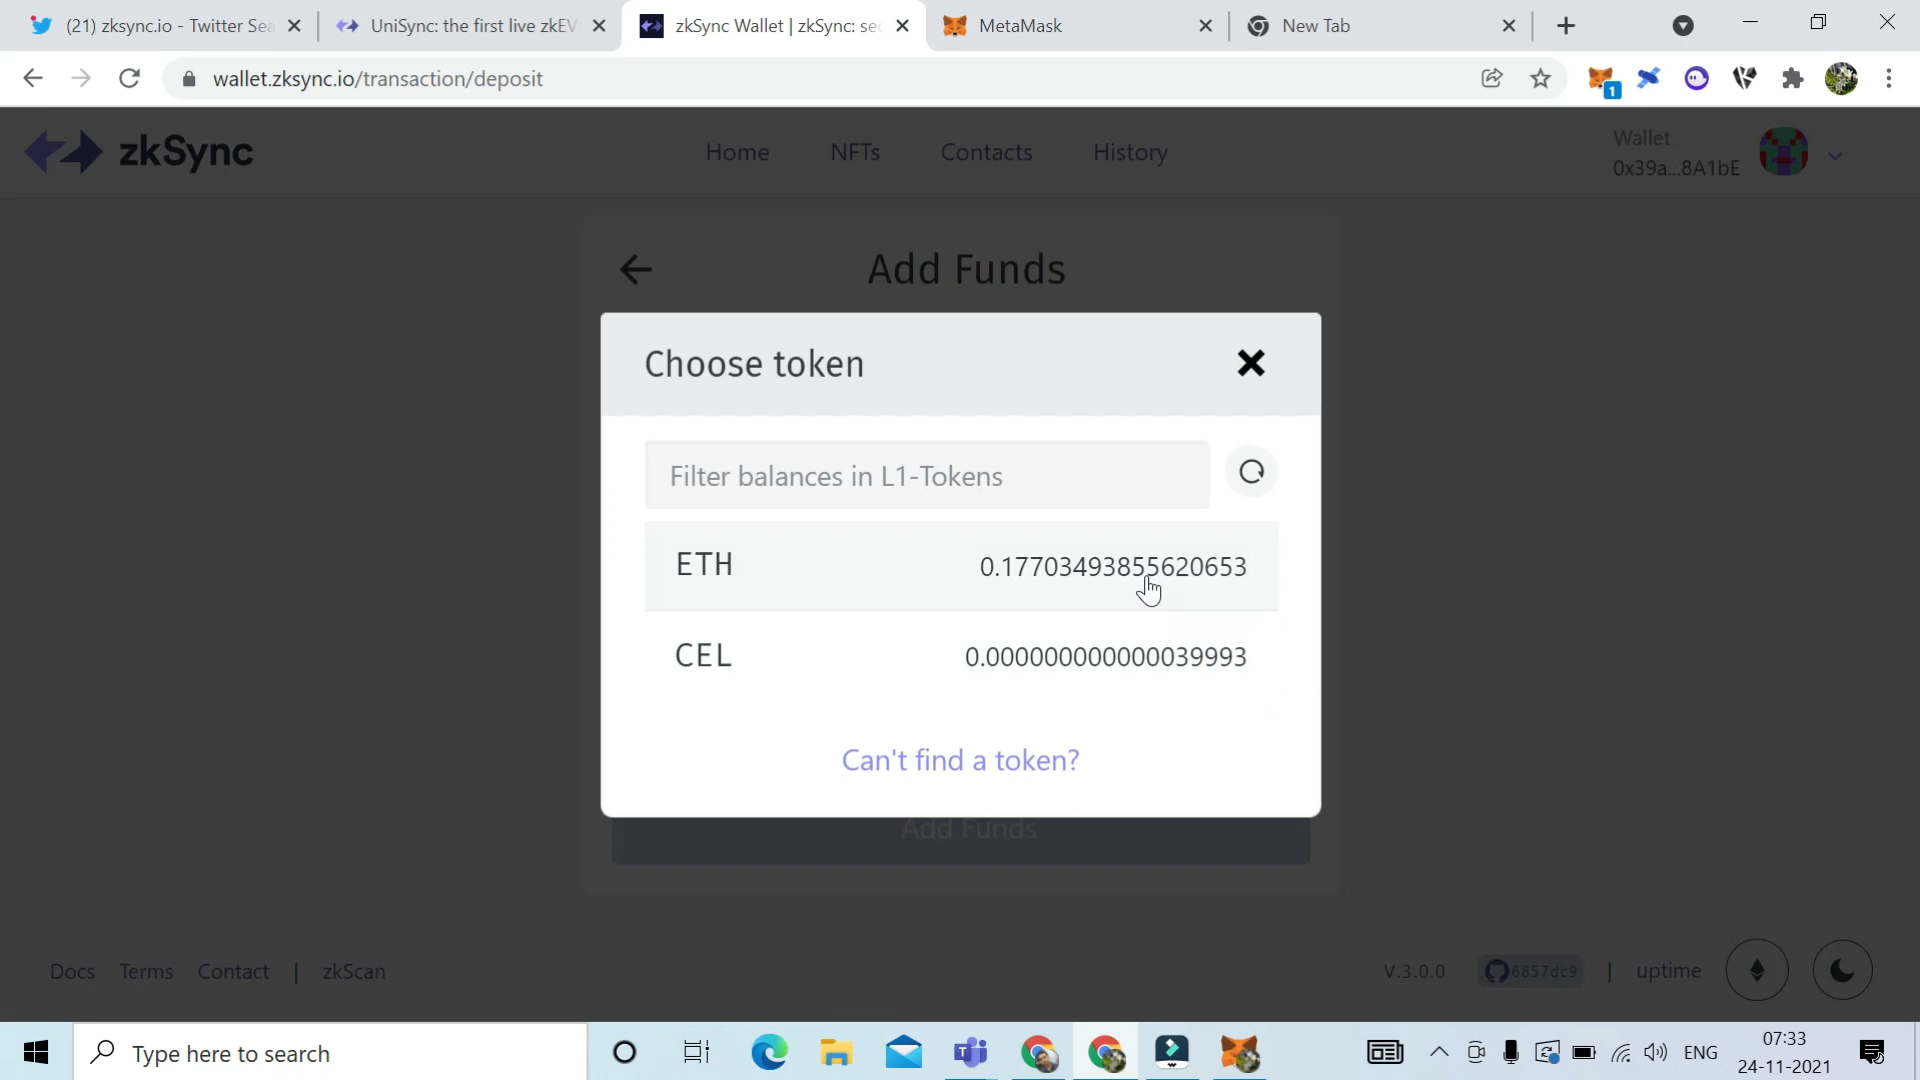 (21) zksync.io - Twitter Sea
UniSync: the first live zkEV
zkSync Wallet | zkSync: sec
MetaMask
New Tab
wallet.zksync.io/transaction/deposit
1
zkSync
Home
NFTs
Contacts
History
Wallet
0x39a...8A1bE
Add Funds
Choose token
Filter balances in L1-Tokens
ETH
0.17703493855620653
CEL
0.000000000000039993
Can't find a token?
Add Funds
Docs
Terms
Contact
|
zkScan
V.3.0.0
6857dc9
|
uptime
Type here to search
ENG
07:33
24-11-2021